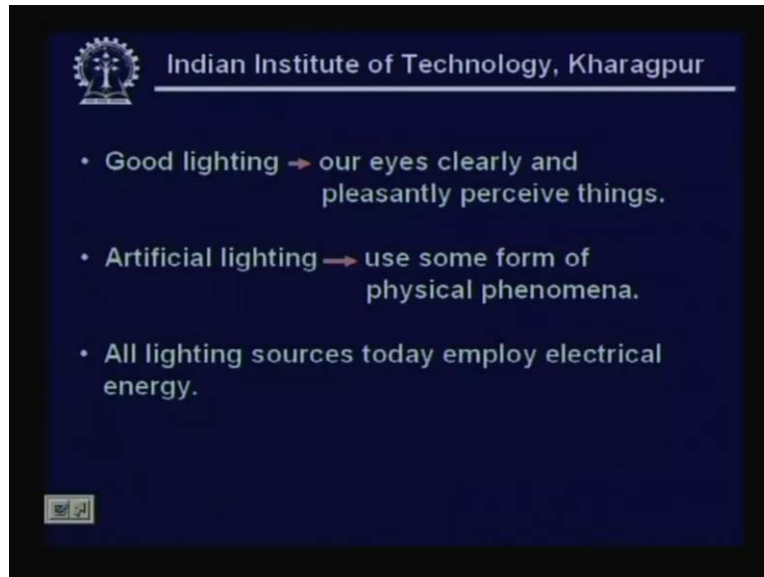 Indian Institute of Technology, Kharagpur
• Good lighting → our eyes clearly and
pleasantly perceive things.
• Artificial lighting → use some form of
physical phenomena.
• All lighting sources today employ electrical
energy.